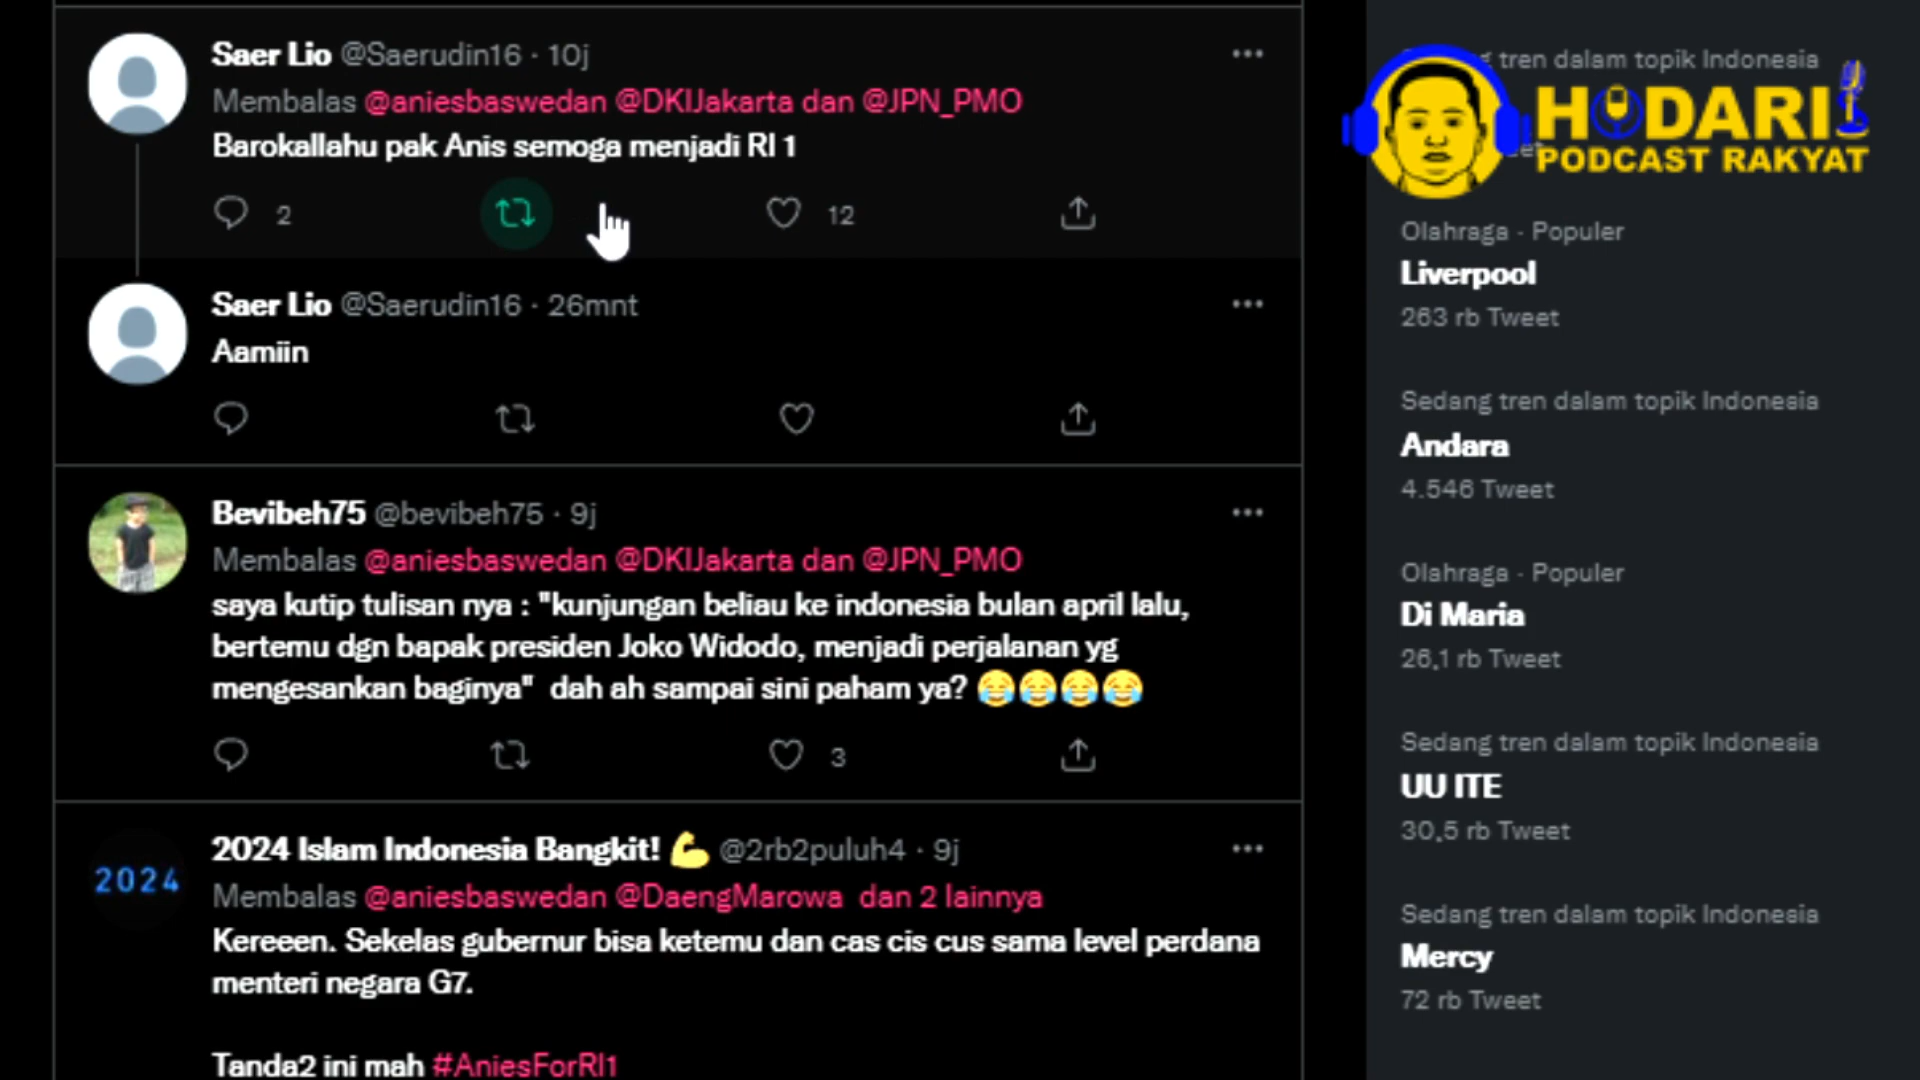 Saer Lio @Saerudin16 · 10j
Membalas @aniesbaswedan @DKIJakarta dan @JPN_PMO
Barokallahu pak Anis semoga menjadi RI 1
2 12
Saer Lio @Saerudin16 · 26mnt
Aamiin
Bevibeh75 @bevibeh75 · 9j
Membalas @aniesbaswedan @DKIJakarta dan @JPN_PMO
saya kutip tulisan nya : "kunjungan beliau ke indonesia bulan april lalu,
bertemu dgn bapak presiden Joko Widodo, menjadi perjalanan yg
mengesankan baginya" dah ah sampai sini paham ya? 😂😂😂😂
3
2024
2024 Islam Indonesia Bangkit! 💪 @2rb2puluh4 · 9j
Membalas @aniesbaswedan @DaengMarowa dan 2 lainnya
Kereeen. Sekelas gubernur bisa ketemu dan cas cis cus sama level perdana
menteri negara G7.
Tanda2 ini mah #AniesForRI1
tren dalam topik Indonesia
HODARI
PODCAST RAKYAT
Olahraga · Populer
Liverpool
263 rb Tweet
Sedang tren dalam topik Indonesia
Andara
4.546 Tweet
Olahraga · Populer
Di Maria
26,1 rb Tweet
Sedang tren dalam topik Indonesia
UU ITE
30,5 rb Tweet
Sedang tren dalam topik Indonesia
Mercy
72 rb Tweet